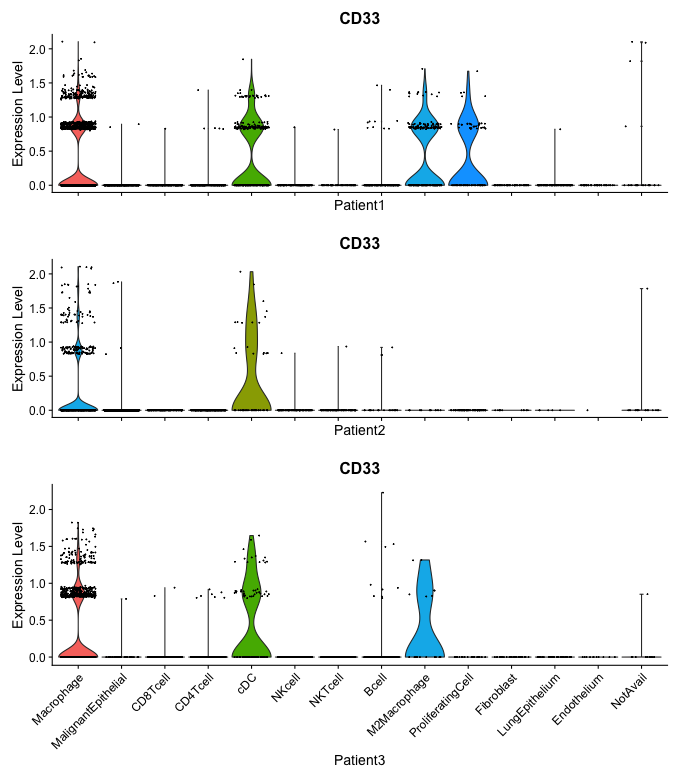 CD33
Expression Level
2.0
1.5
1.0
0.5
0.0
Patient1
CD33
Expression Level
2.0
1.5
1.0
0.5
0.0
Patient2
CD33
Expression Level
2.0
1.5
1.0
0.5
0.0
Macrophage
MalignantEpithelial
CD8Tcell
CD4Tcell
cDC
NKcell
NKTcell
Bcell
M2Macrophage
ProliferatingCell
Fibroblast
LungEpithelium
Endothelium
NotAvail
Patient3